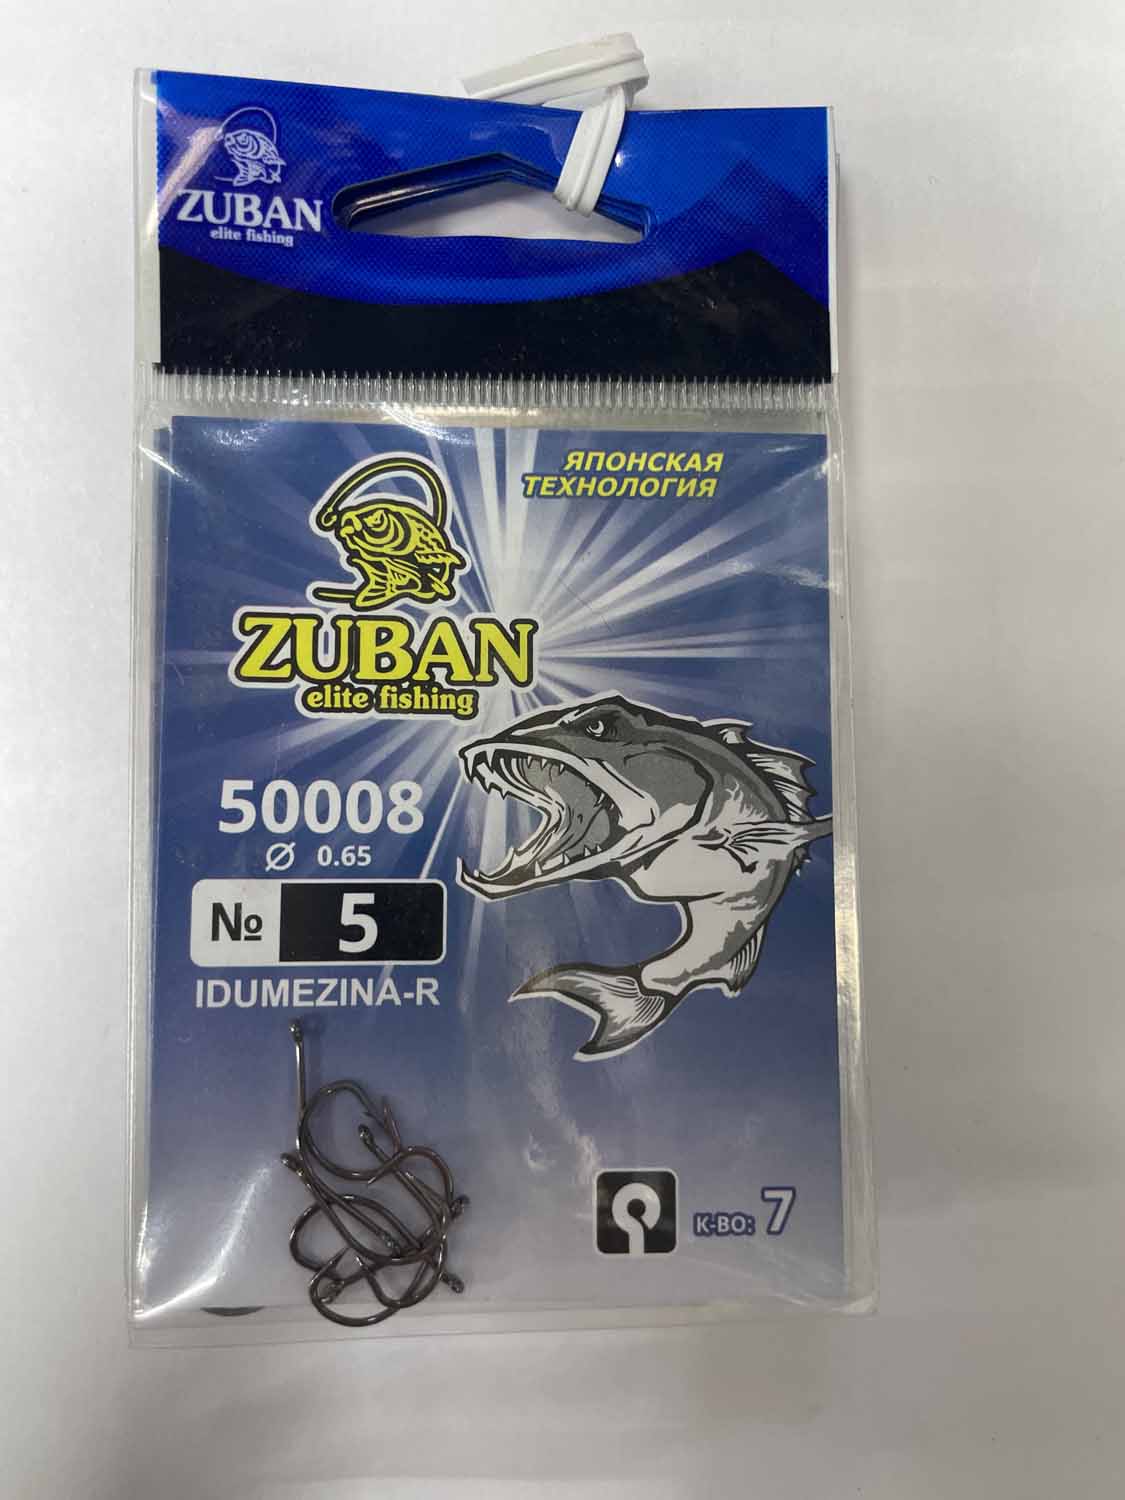 ZUBAN
elite fishing
ЯПОНСКАЯ
ТЕХНОЛОГИЯ
ZUBAN
elite fishing
50008
Ø 0.65
№ 5
IDUMEZINA-R
К-ВО: 7